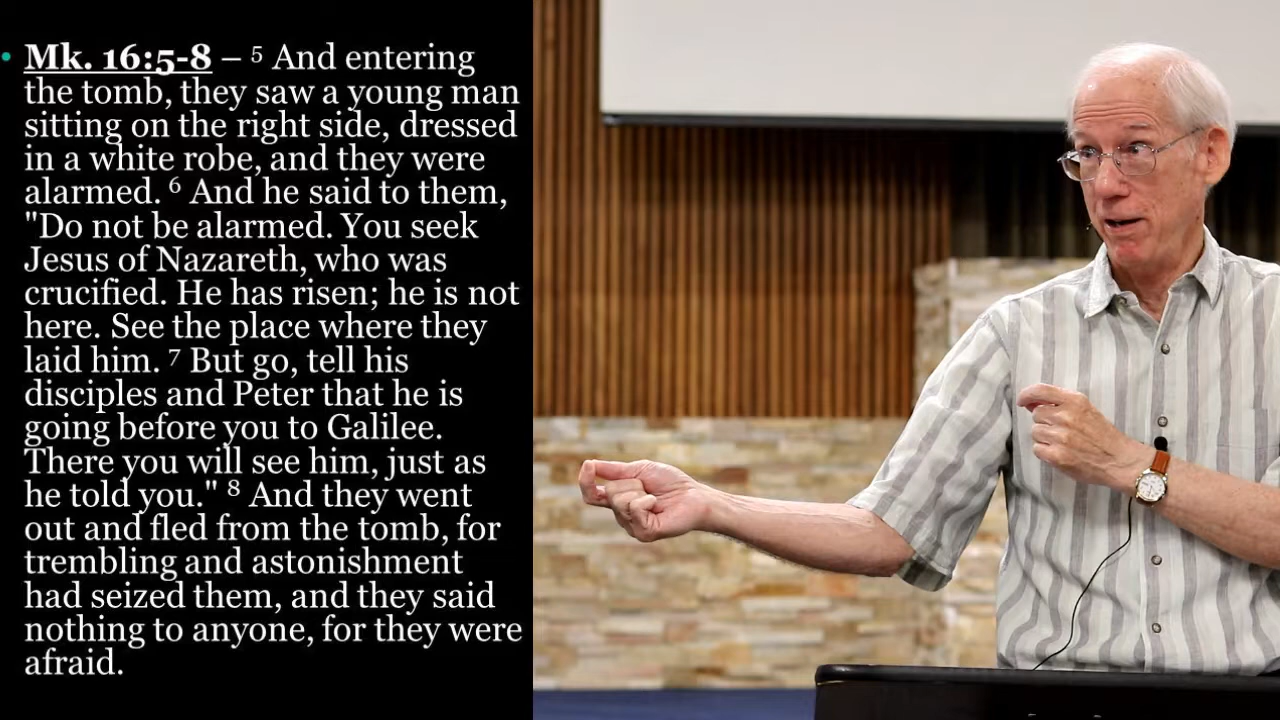 • Mk. 16:5-8 – ⁵ And entering
the tomb, they saw a young man
sitting on the right side, dressed
in a white robe, and they were
alarmed. ⁶ And he said to them,
"Do not be alarmed. You seek
Jesus of Nazareth, who was
crucified. He has risen; he is not
here. See the place where they
laid him. ⁷ But go, tell his
disciples and Peter that he is
going before you to Galilee.
There you will see him, just as
he told you." ⁸ And they went
out and fled from the tomb, for
trembling and astonishment
had seized them, and they said
nothing to anyone, for they were
afraid.